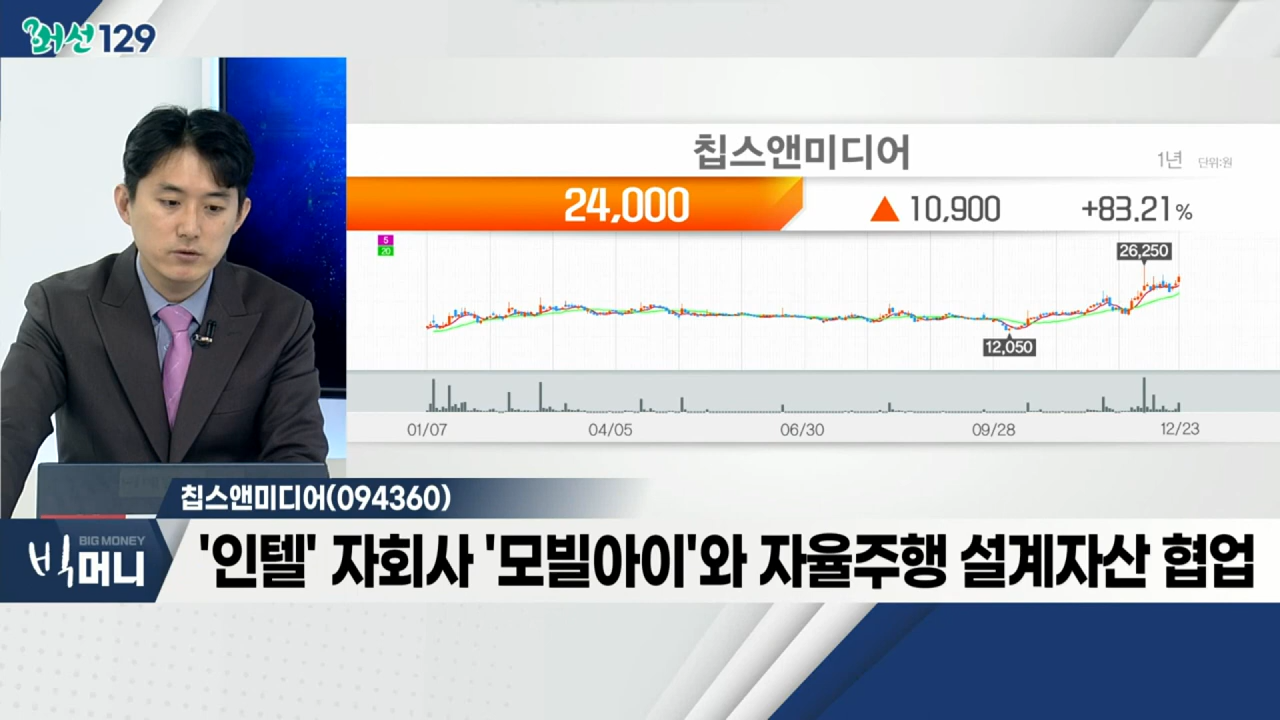 머선129
칩스앤미디어
1년 단위:원
24,000 ▲ 10,900 +83.21%
5
20
26,250
12,050
01/07 04/05 06/30 09/28 12/23
칩스앤미디어(094360)
BIG MONEY
빅머니
'인텔' 자회사 '모빌아이'와 자율주행 설계자산 협업